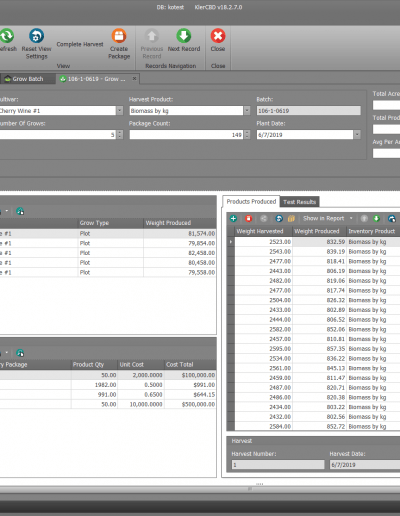 DB: kotest KlerCBD v18.2.7.0
Refresh Reset View Settings Complete Harvest Create Package Previous Record Next Record Close
View Records Navigation Close
Grow Batch 106-1-0619 - Grow ...
Cultivar: Harvest Product: Batch: Total Acre
Cherry Wine #1 Biomass by kg 106-1-0619
Number Of Grows: Package Count: Plant Date: Total Prod
5 149 6/7/2019
Avg Per A
Grow Type Weight Produced
e #1 Plot 81,574.00
e #1 Plot 79,854.00
e #1 Plot 82,458.00
e #1 Plot 80,458.00
e #1 Plot 79,558.00
ry Package Product Qty Unit Cost Cost Total
50.00 2,000.0000 $100,000.00
1982.00 0.5000 $991.00
991.00 0.6500 $644.15
50.00 10,000.0000 $500,000.00
Products Produced Test Results
Show in Report
Weight Harvested Weight Produced Inventory Product
2523.00 832.59 Biomass by kg
2543.00 839.19 Biomass by kg
2477.00 818.41 Biomass by kg
2443.00 806.19 Biomass by kg
2482.00 819.06 Biomass by kg
2477.00 817.74 Biomass by kg
2504.00 826.32 Biomass by kg
2433.00 802.89 Biomass by kg
2444.00 806.52 Biomass by kg
2582.00 852.06 Biomass by kg
2457.00 810.81 Biomass by kg
2595.00 857.35 Biomass by kg
2534.00 836.22 Biomass by kg
2561.00 845.13 Biomass by kg
2459.00 811.47 Biomass by kg
2487.00 820.71 Biomass by kg
2486.00 820.38 Biomass by kg
2434.00 803.22 Biomass by kg
2432.00 802.56 Biomass by kg
2584.00 852.72 Biomass by kg
Harvest
Harvest Number: Harvest Date:
1 6/7/2019